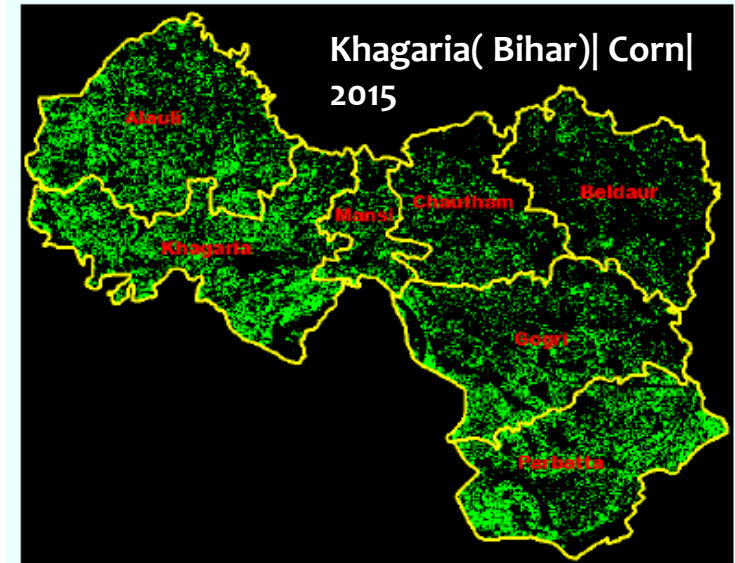 Khagaria( Bihar)| Corn|
2015
Alauli
Beldaur
Chautham
Mansi
Khagaria
Gogri
Parbatta